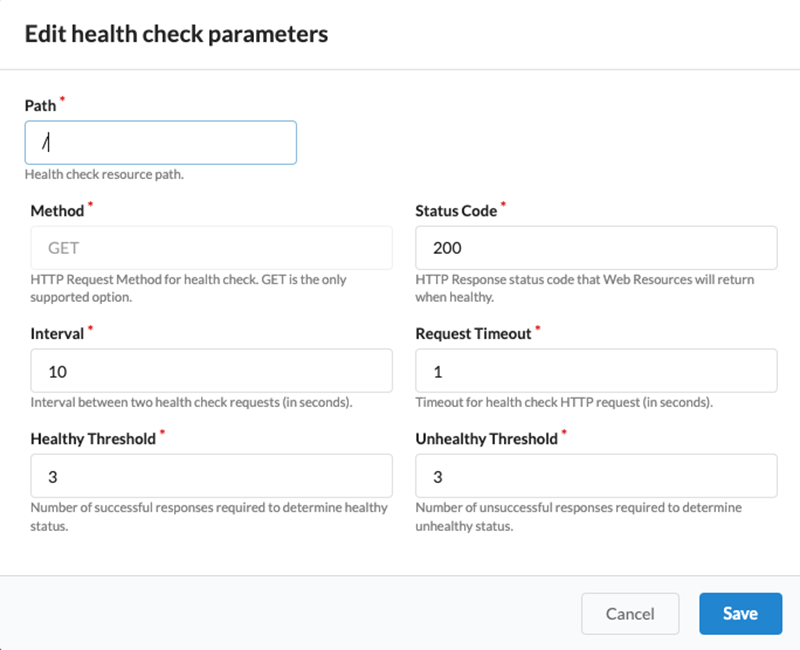 Edit health check parameters
Path *
/
Health check resource path.
Method *
GET
HTTP Request Method for health check. GET is the only
supported option.
Status Code *
200
HTTP Response status code that Web Resources will return
when healthy.
Interval *
10
Interval between two health check requests (in seconds).
Request Timeout *
1
Timeout for health check HTTP request (in seconds).
Healthy Threshold *
3
Number of successful responses required to determine healthy
status.
Unhealthy Threshold *
3
Number of unsuccessful responses required to determine
unhealthy status.
Cancel
Save